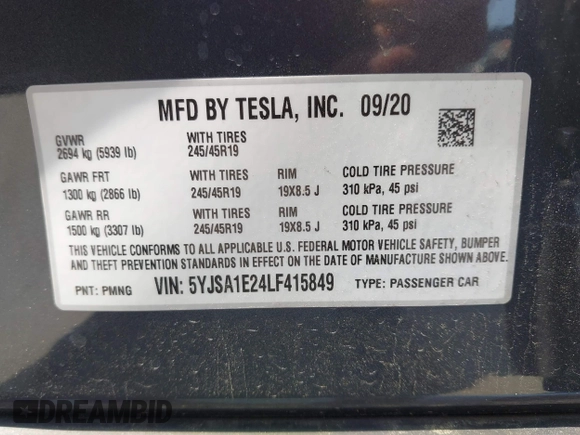 MFD BY TESLA, INC. 09/20
GVWR WITH TIRES
2694 kg (5939 lb) 245/45R19
GAWR FRT WITH TIRES RIM COLD TIRE PRESSURE
1300 kg (2866 lb) 245/45R19 19X8.5 J 310 kPa, 45 psi
GAWR RR WITH TIRES RIM COLD TIRE PRESSURE
1500 kg (3307 lb) 245/45R19 19X8.5 J 310 kPa, 45 psi
THIS VEHICLE CONFORMS TO ALL APPLICABLE U.S. FEDERAL MOTOR VEHICLE SAFETY, BUMPER
AND THEFT PREVENTION STANDARDS IN EFFECT ON THE DATE OF MANUFACTURE SHOWN ABOVE.
PNT: PMNG VIN: 5YJSA1E24LF415849 TYPE: PASSENGER CAR
DREAMBID